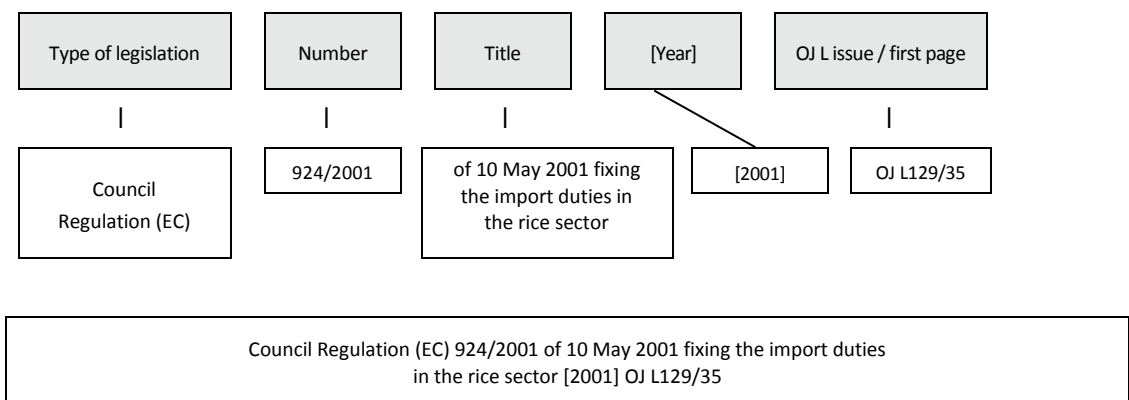 Type of legislation
Number
Title
[Year]
OJ L issue / first page
Council
Regulation (EC)
924/2001
of 10 May 2001 fixing
the import duties in
the rice sector
[2001]
OJ L129/35
Council Regulation (EC) 924/2001 of 10 May 2001 fixing the import duties
in the rice sector [2001] OJ L129/35